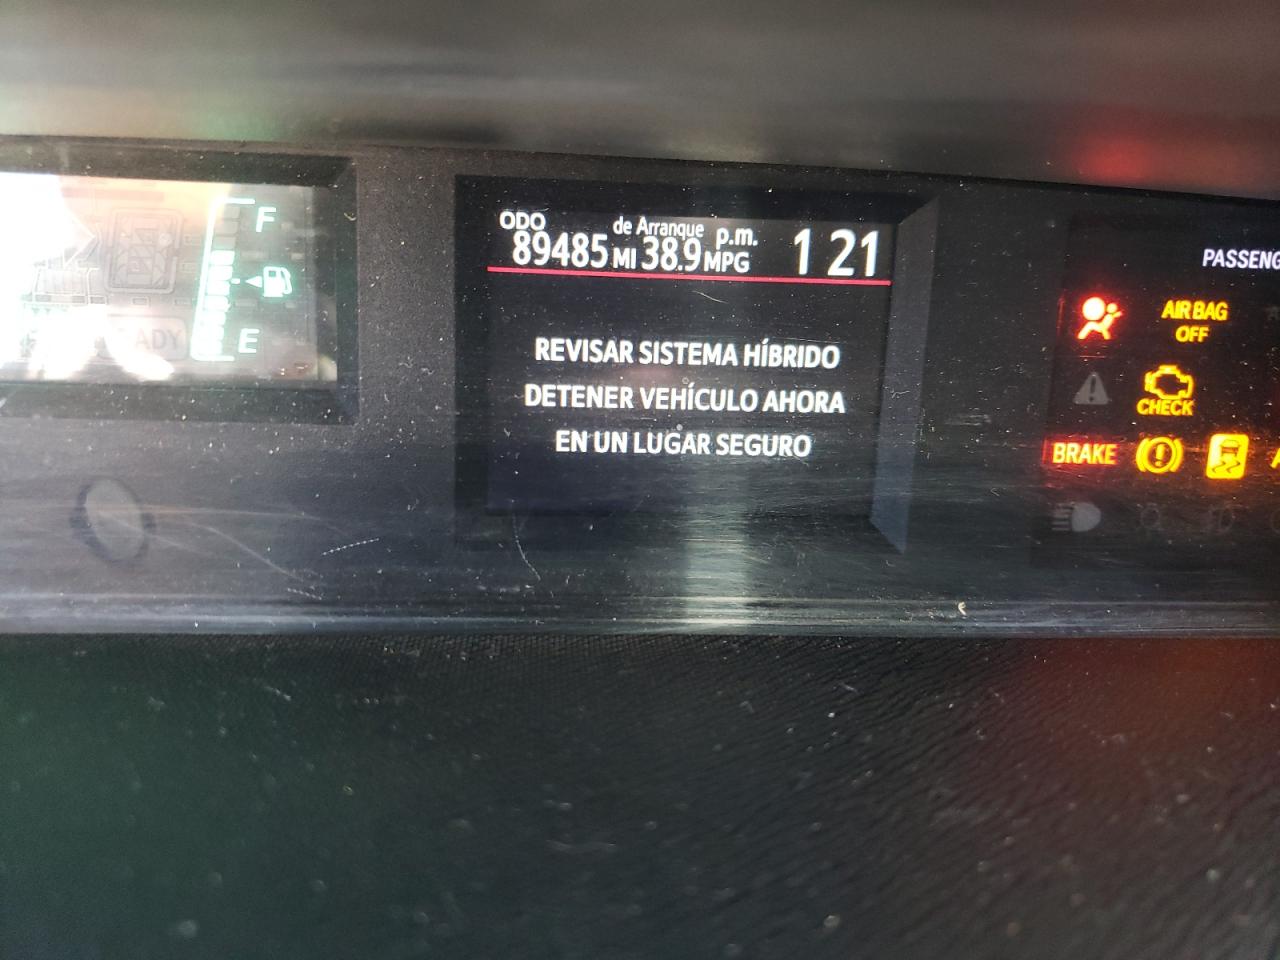 F
E
ADY
ODO
de Arranque p.m.
89485 MI 38.9 MPG 1 21
REVISAR SISTEMA HÍBRIDO
DETENER VEHÍCULO AHORA
EN UN LUGAR SEGURO
PASSENG
AIR BAG
OFF
CHECK
BRAKE